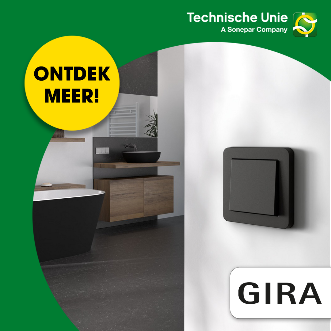 Technische Unie
A Sonepar Company
ONTDEK
MEER!
GIRA